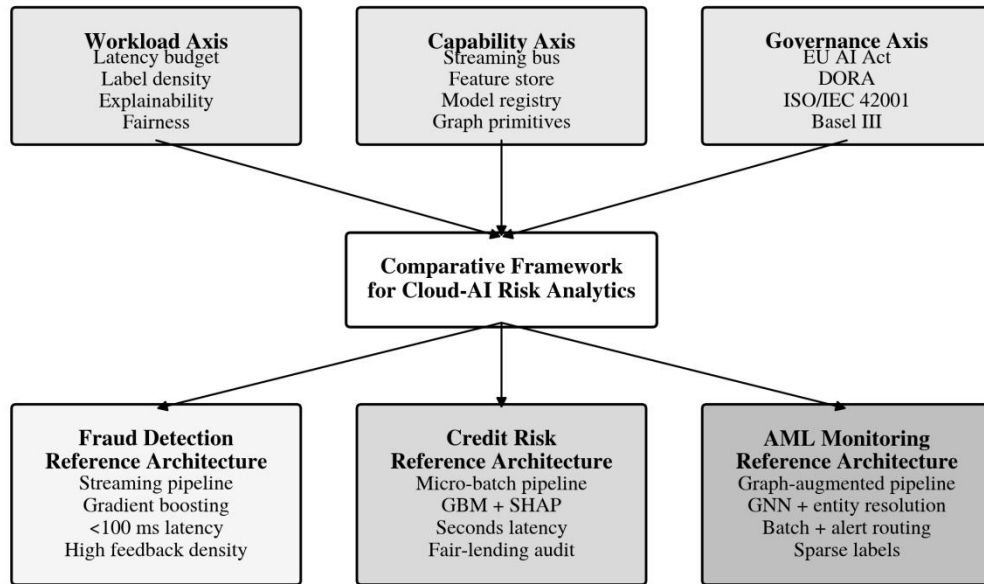 Workload Axis
Latency budget
Label density
Explainability
Fairness
Capability Axis
Streaming bus
Feature store
Model registry
Graph primitives
Governance Axis
EU AI Act
DORA
ISO/IEC 42001
Basel III
Comparative Framework
for Cloud-AI Risk Analytics
Fraud Detection
Reference Architecture
Streaming pipeline
Gradient boosting
<100 ms latency
High feedback density
Credit Risk
Reference Architecture
Micro-batch pipeline
GBM + SHAP
Seconds latency
Fair-lending audit
AML Monitoring
Reference Architecture
Graph-augmented pipeline
GNN + entity resolution
Batch + alert routing
Sparse labels